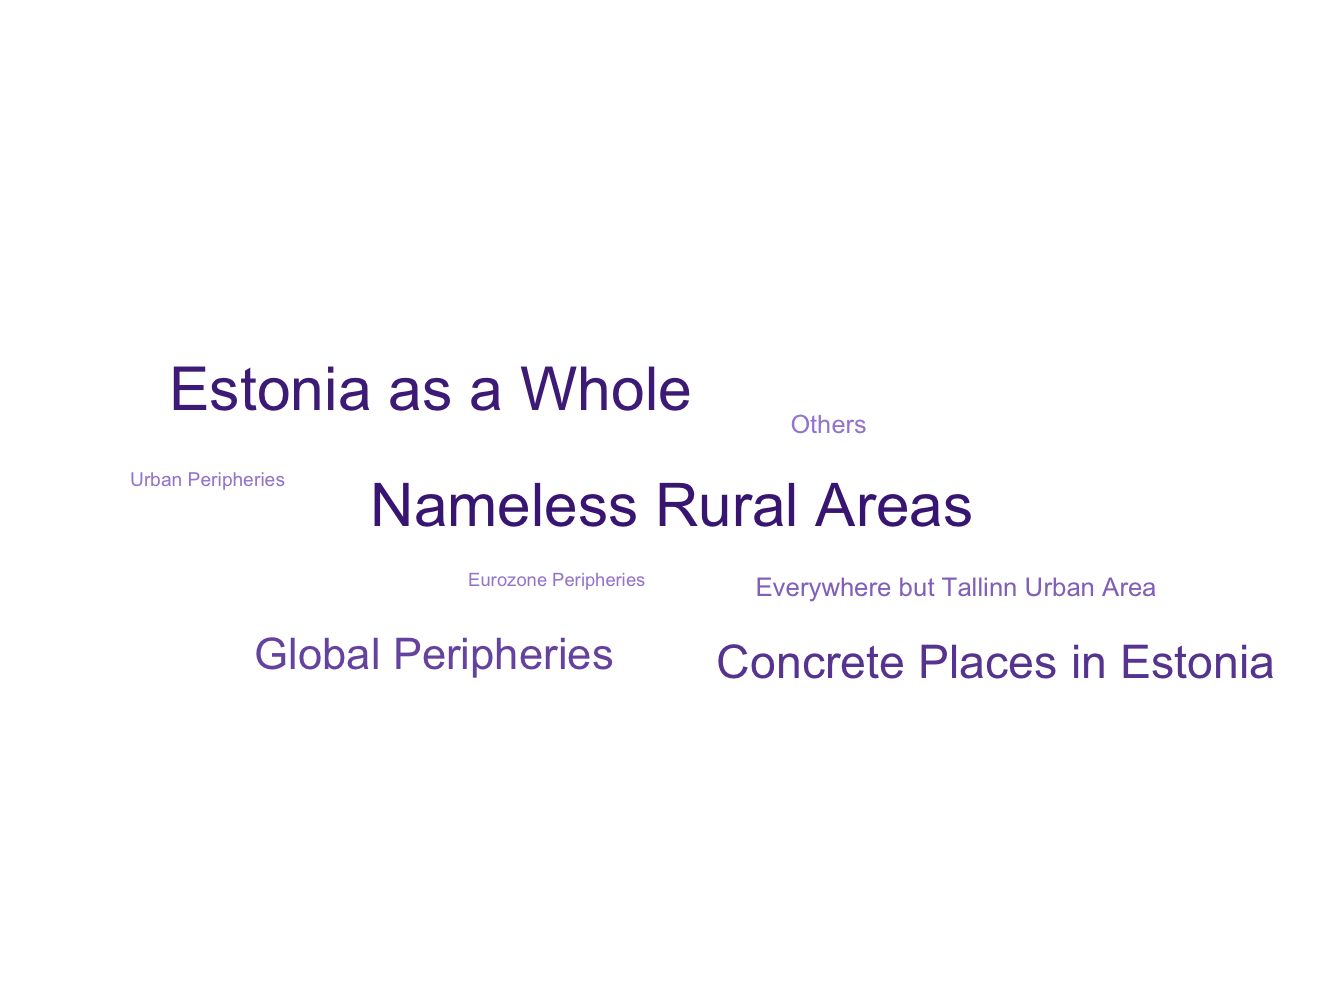 Estonia as a Whole
Others
Urban Peripheries
Nameless Rural Areas
Eurozone Peripheries
Everywhere but Tallinn Urban Area
Global Peripheries
Concrete Places in Estonia